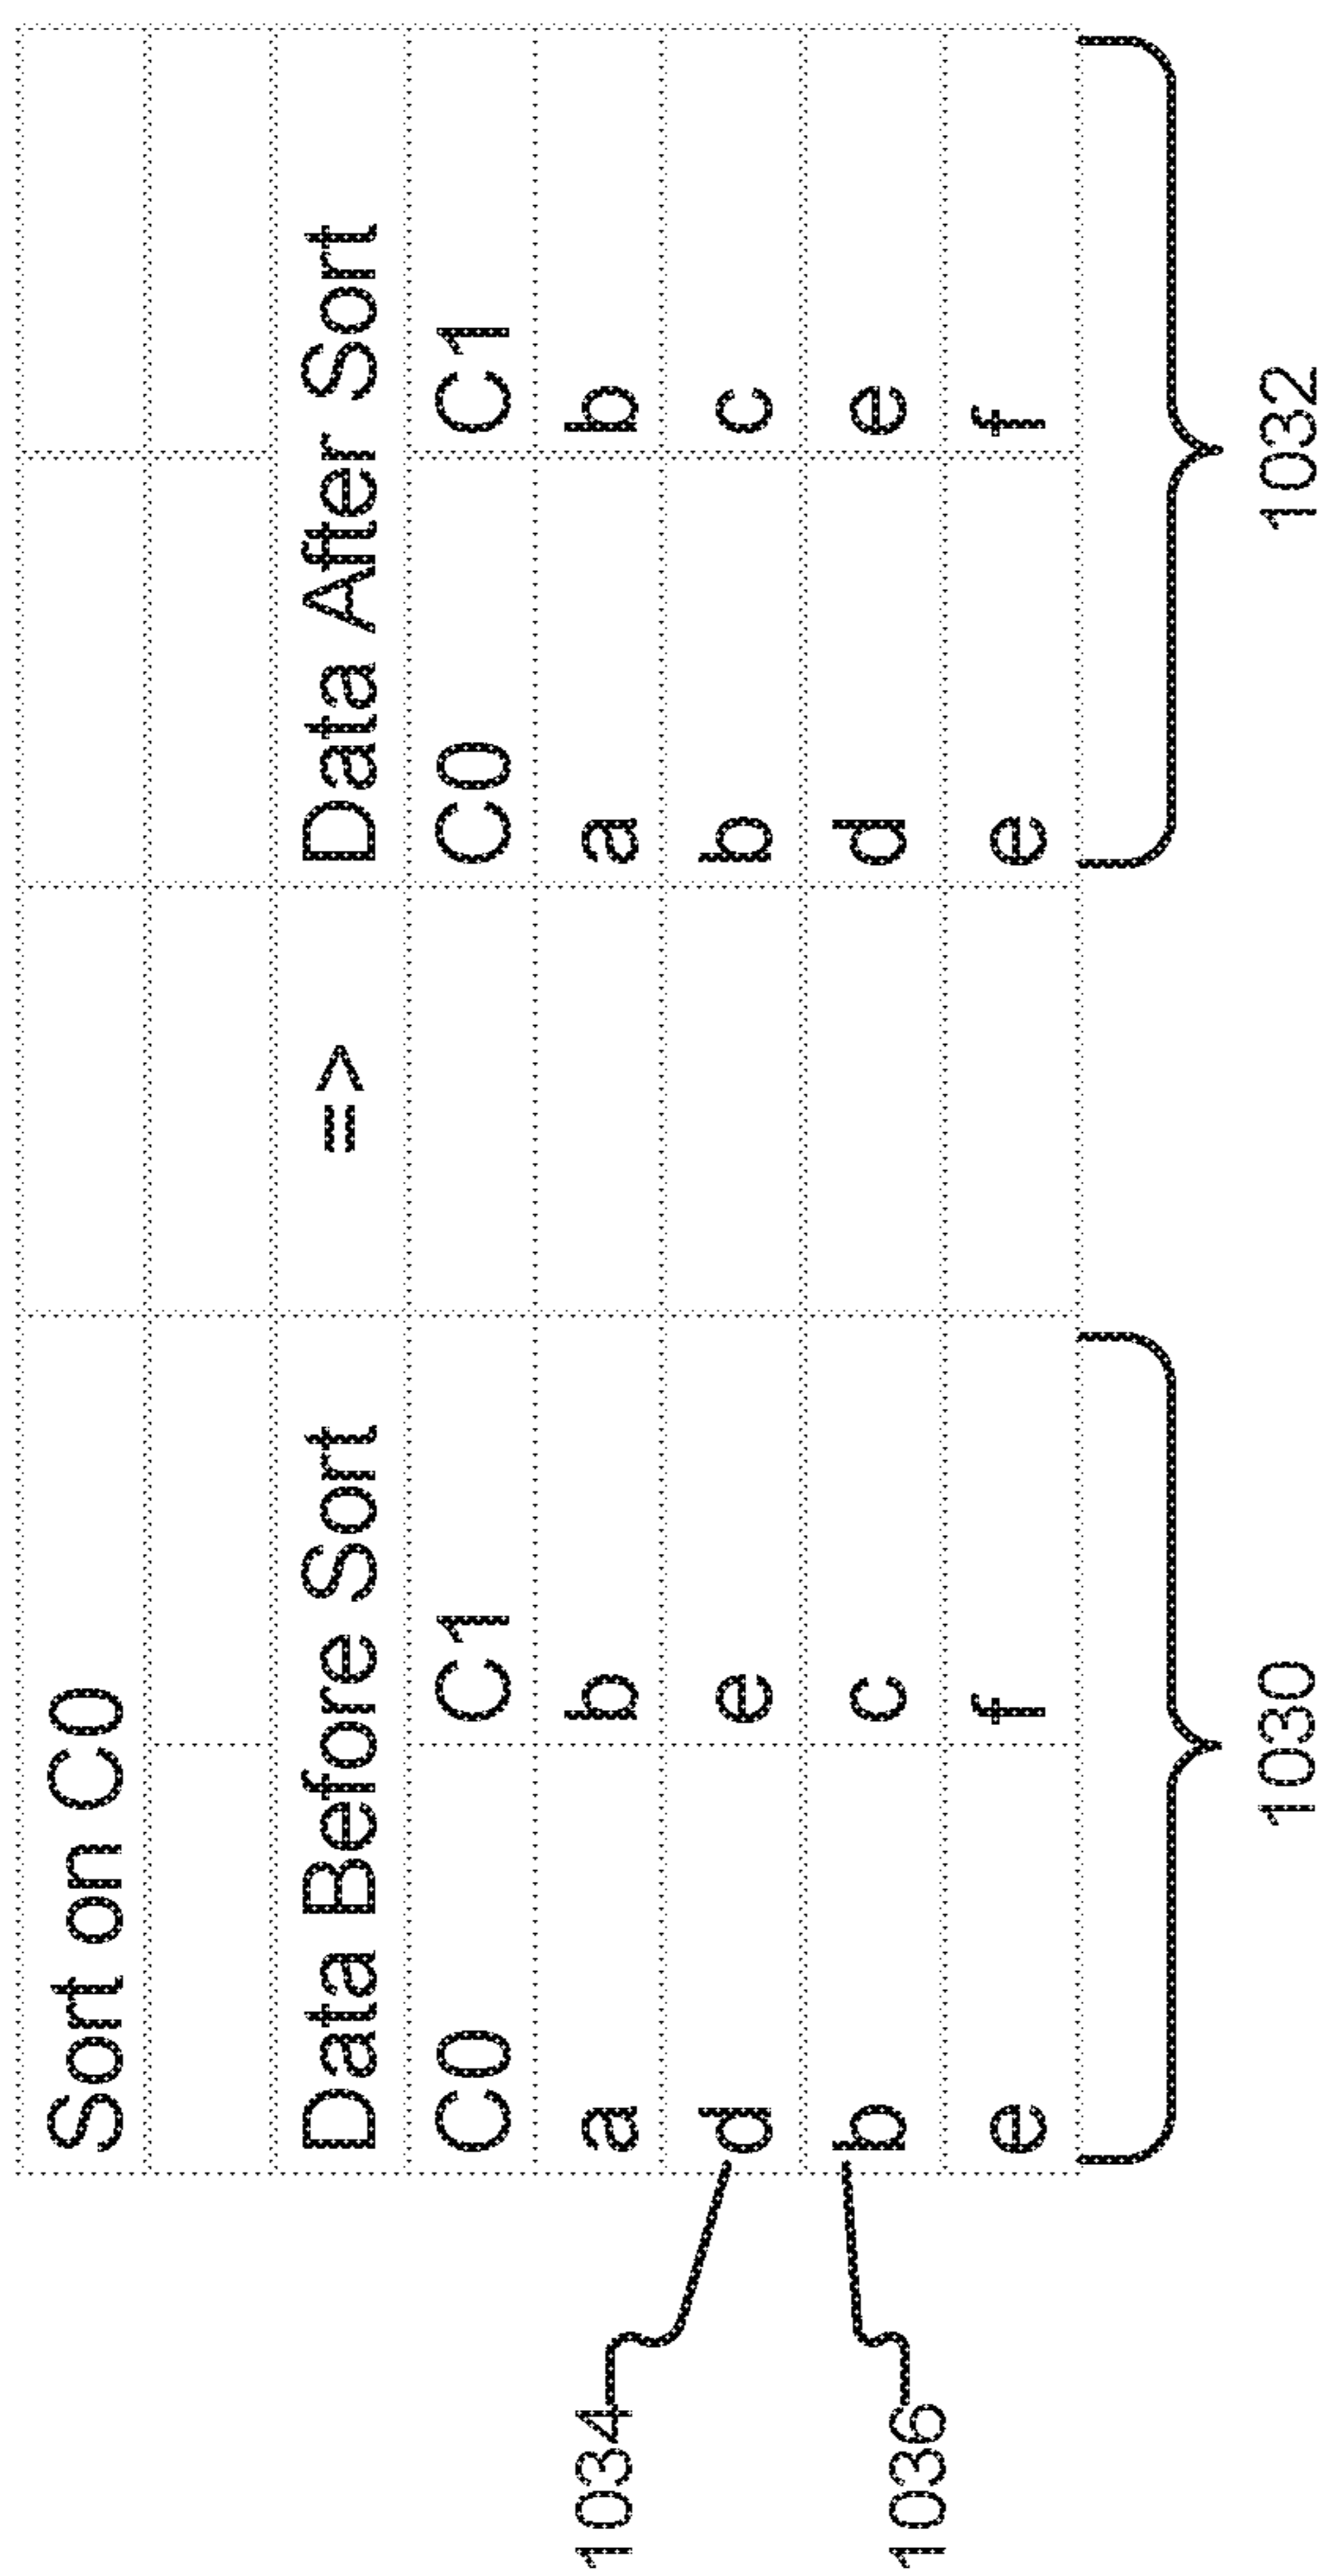 Sort on C0
Data Before Sort => Data After Sort
C0 C1 C0 C1
a b a b
1034 d e b c
1036 b c d e
e f e f
1030 1032